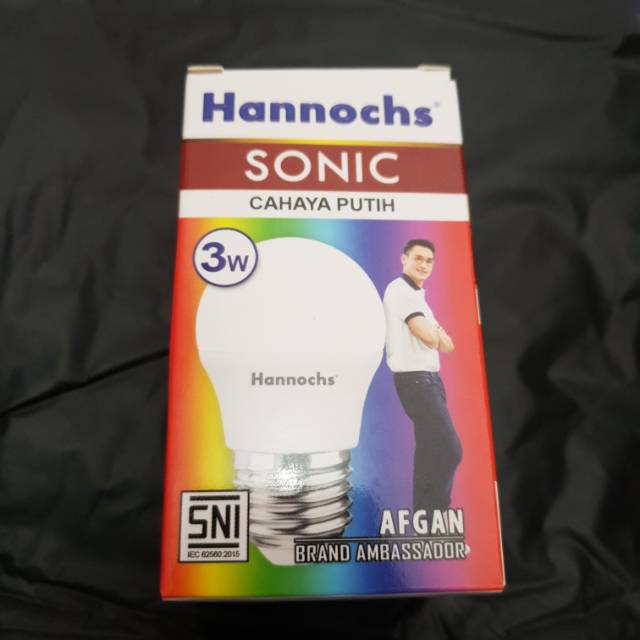 Hannochs®
SONIC
CAHAYA PUTIH
3W
Hannochs®
SNI
IEC 62560:2015
AFGAN
BRAND AMBASSADOR